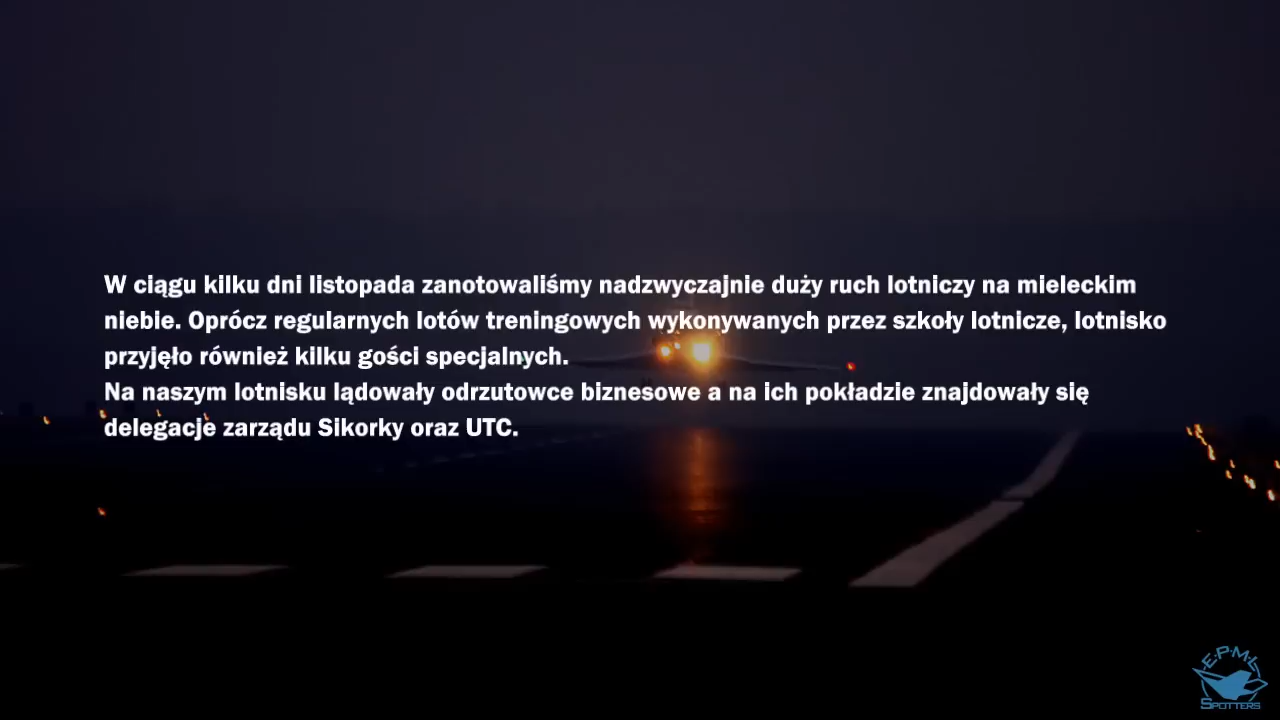 W ciągu kilku dni listopada zanotowaliśmy nadzwyczajnie duży ruch lotniczy na mieleckim
niebie. Oprócz regularnych lotów treningowych wykonywanych przez szkoły lotnicze, lotnisko
przyjęło również kilku gości specjalnych.
Na naszym lotnisku lądowały odrzutowce biznesowe a na ich pokładzie znajdowały się
delegacje zarządu Sikorky oraz UTC.
E·P·M·L
SPOTTERS